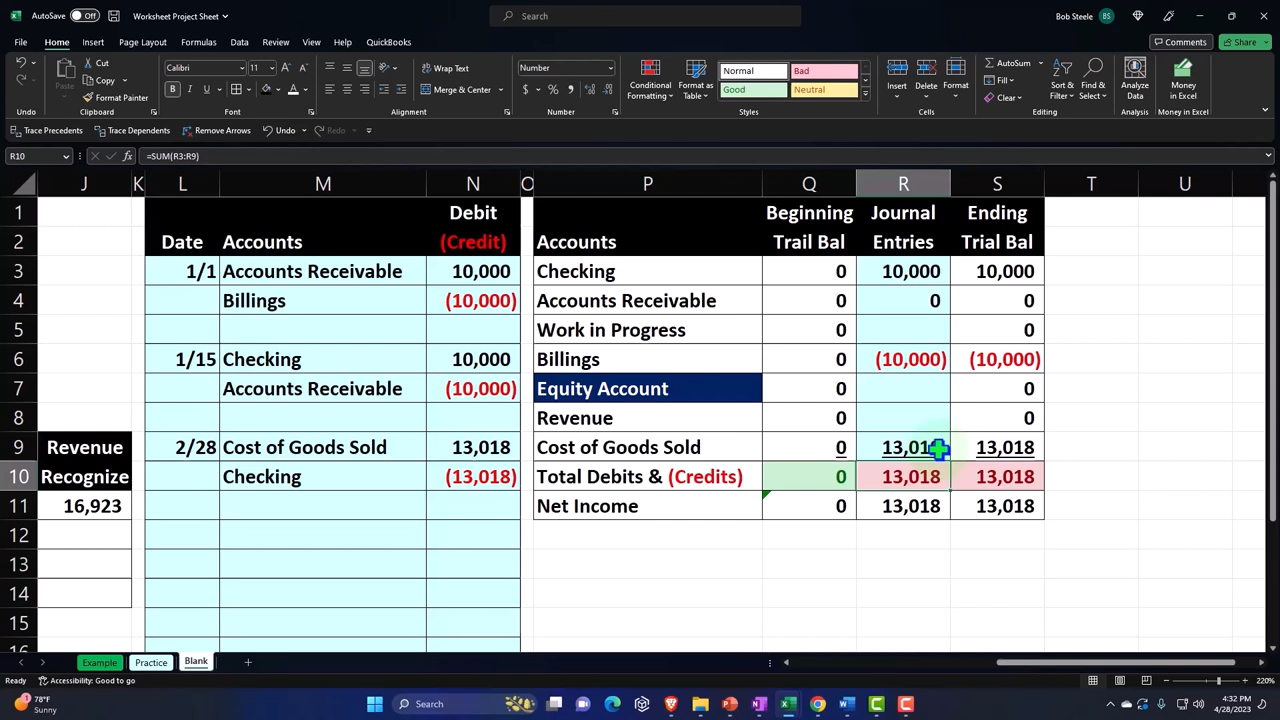 AutoSave Off Worksheet Project Sheet Search Bob Steele BS
File Home Insert Page Layout Formulas Data Review View Help QuickBooks Comments Share
Paste Cut Copy Format Painter Calibri 11 B I U Wrap Text Merge & Center Number $ % Conditional Formatting Format as Table Normal Bad Good Neutral Insert Delete Format AutoSum Fill Clear Sort & Filter Find & Select Analyze Data Money in Excel
Undo Clipboard Font Alignment Number Styles Cells Editing Analysis Money in Excel
Trace Precedents Trace Dependents Remove Arrows Undo Redo
R10 fx =SUM(R3:R9)
J K L M N O P Q R S T U
1 Debit Beginning Journal Ending
2 Date Accounts (Credit) Accounts Trail Bal Entries Trial Bal
3 1/1 Accounts Receivable 10,000 Checking 0 10,000 10,000
4 Billings (10,000) Accounts Receivable 0 0 0
5 Work in Progress 0 0
6 1/15 Checking 10,000 Billings 0 (10,000) (10,000)
7 Accounts Receivable (10,000) Equity Account 0 0
8 Revenue 0 0
9 Revenue 2/28 Cost of Goods Sold 13,018 Cost of Goods Sold 0 13,018
10 Recognize Checking (13,018) Total Debits & (Credits) 0 13,018 13,018
11 16,923 Net Income 0 13,018 13,018
12
13
14
15
16
Example Practice Blank
Ready Accessibility: Good to go 220%
78°F Mostly cloudy Search 4:32 PM
4/28/2023